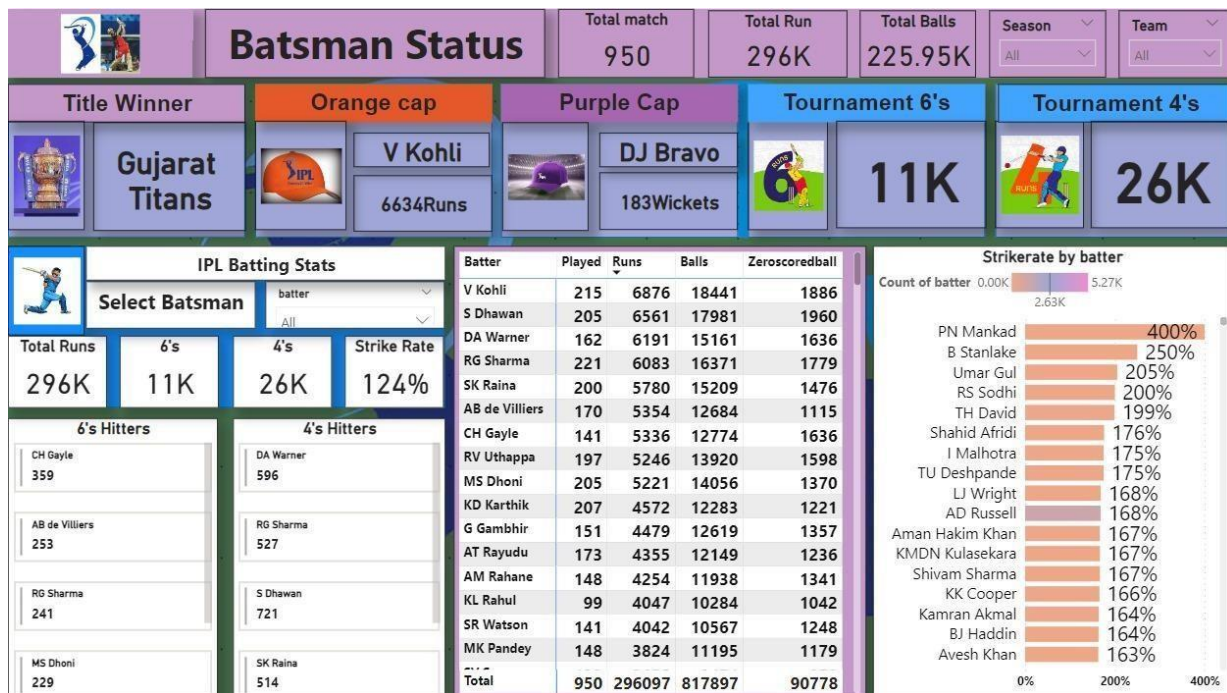 Batsman Status
Total match
950
Total Run
296K
Total Balls
225.95K
Season
All
Team
All
Title Winner
Gujarat
Titans
Orange cap
IPL
V Kohli
6634Runs
Purple Cap
DJ Bravo
183Wickets
Tournament 6's
RUNS
6
11K
Tournament 4's
4
RUNS
26K
IPL Batting Stats
Select Batsman
batter
All
Total Runs
296K
6's
11K
4's
26K
Strike Rate
124%
6's Hitters
CH Gayle
359
AB de Villiers
253
RG Sharma
241
MS Dhoni
229
4's Hitters
DA Warner
596
RG Sharma
527
S Dhawan
721
SK Raina
514
Batter Played Runs Balls Zeroscoredball
V Kohli 215 6876 18441 1886
S Dhawan 205 6561 17981 1960
DA Warner 162 6191 15161 1636
RG Sharma 221 6083 16371 1779
SK Raina 200 5780 15209 1476
AB de Villiers 170 5354 12684 1115
CH Gayle 141 5336 12774 1636
RV Uthappa 197 5246 13920 1598
MS Dhoni 205 5221 14056 1370
KD Karthik 207 4572 12283 1221
G Gambhir 151 4479 12619 1357
AT Rayudu 173 4355 12149 1236
AM Rahane 148 4254 11938 1341
KL Rahul 99 4047 10284 1042
SR Watson 141 4042 10567 1248
MK Pandey 148 3824 11195 1179
Total 950 296097 817897 90778
Strikerate by batter
Count of batter 0.00K 5.27K
2.63K
PN Mankad 400%
B Stanlake 250%
Umar Gul 205%
RS Sodhi 200%
TH David 199%
Shahid Afridi 176%
I Malhotra 175%
TU Deshpande 175%
LJ Wright 168%
AD Russell 168%
Aman Hakim Khan 167%
KMDN Kulasekara 167%
Shivam Sharma 167%
KK Cooper 166%
Kamran Akmal 164%
BJ Haddin 164%
Avesh Khan 163%
0% 200% 400%